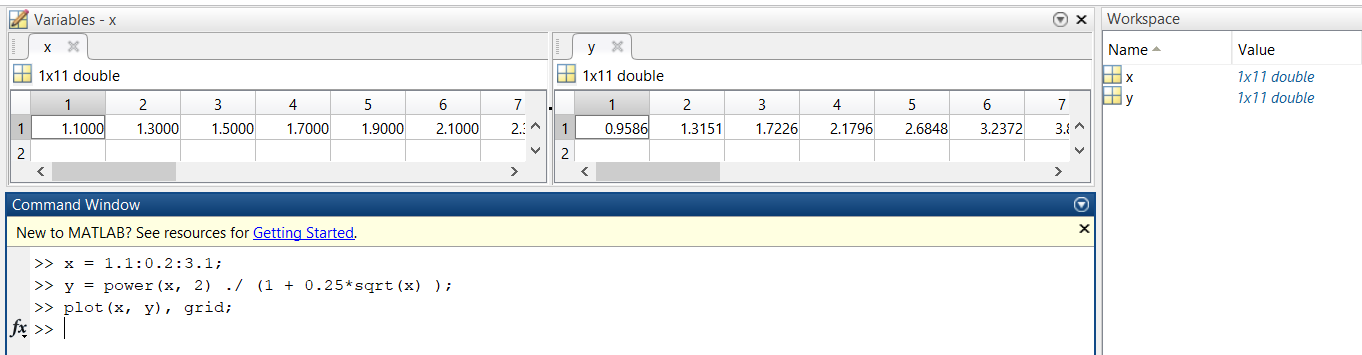 Variables - x
x
1x11 double
1 2 3 4 5 6 7
1 1.1000 1.3000 1.5000 1.7000 1.9000 2.1000
2
y
1x11 double
1 2 3 4 5 6 7
1 0.9586 1.3151 1.7226 2.1796 2.6848 3.2372
2
Workspace
Name Value
x 1x11 double
y 1x11 double
Command Window
New to MATLAB? See resources for Getting Started.
>> x = 1.1:0.2:3.1;
>> y = power(x, 2) ./ (1 + 0.25*sqrt(x) );
>> plot(x, y), grid;
fx >>